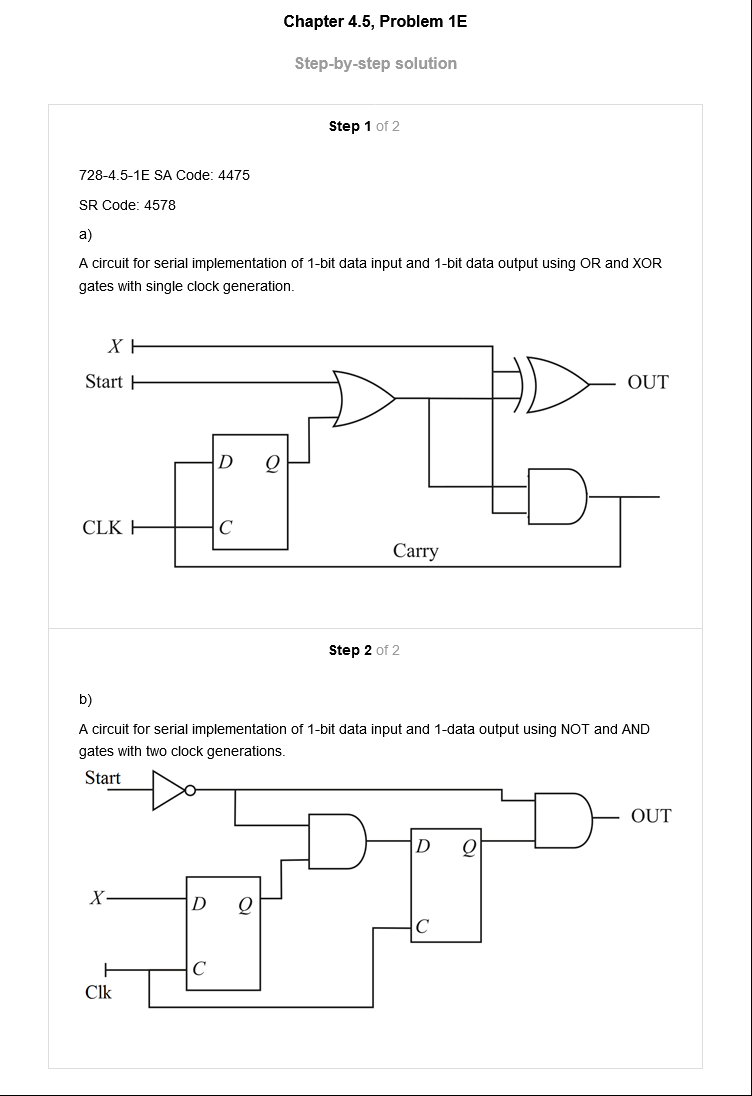 Chapter 4.5, Problem 1E
Step-by-step solution
Step 1 of 2
728-4.5-1E SA Code: 4475
SR Code: 4578
a)
A circuit for serial implementation of 1-bit data input and 1-bit data output using OR and XOR
gates with single clock generation.
X
Start
OUT
D Q
CLK
C
Carry
Step 2 of 2
b)
A circuit for serial implementation of 1-bit data input and 1-data output using NOT and AND
gates with two clock generations.
Start
OUT
D Q
X
D Q
C
C
Clk